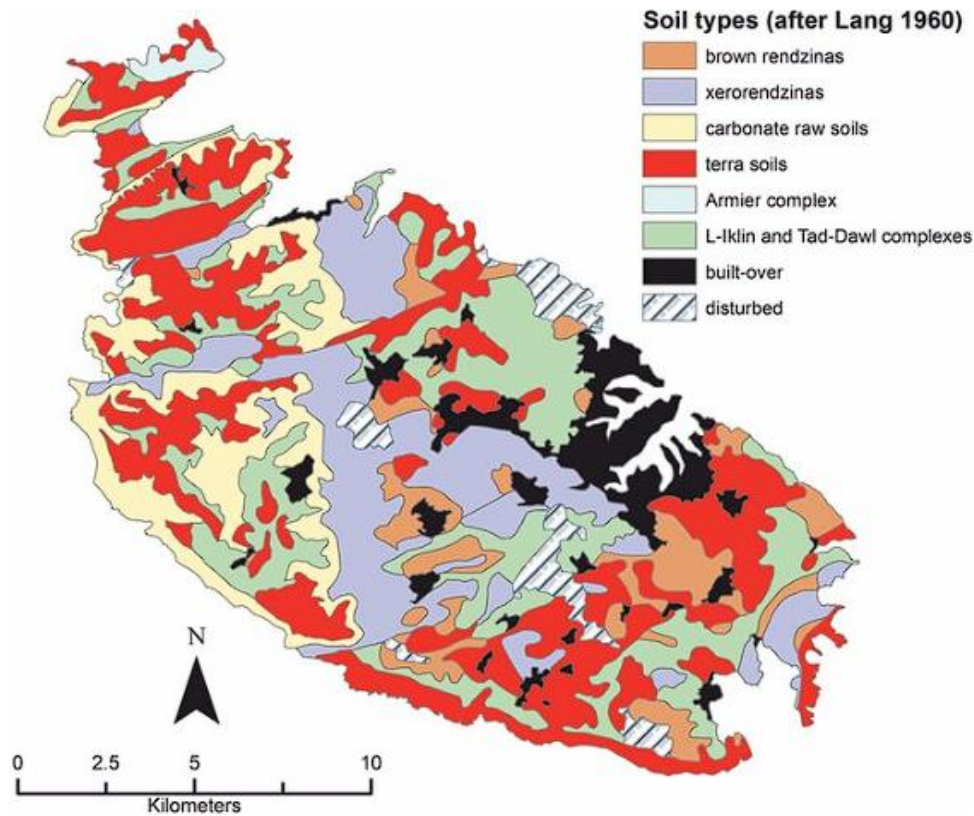 Soil types (after Lang 1960)
brown rendzinas
xerorendzinas
carbonate raw soils
terra soils
Armier complex
L-Iklin and Tad-Dawl complexes
built-over
disturbed
N
0 2.5 5 10
Kilometers